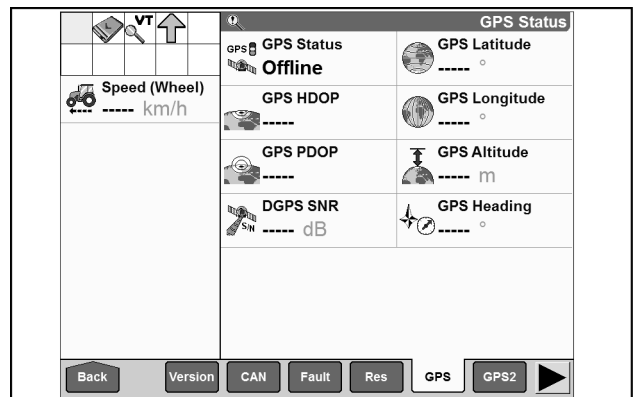 VT
GPS Status
Speed (Wheel)
----- km/h
GPS
GPS Status
Offline
GPS Latitude
----- °
GPS HDOP
-----
GPS Longitude
----- °
GPS PDOP
-----
GPS Altitude
----- m
DGPS SNR
S/N
----- dB
GPS Heading
----- °
Back
Version
CAN
Fault
Res
GPS
GPS2